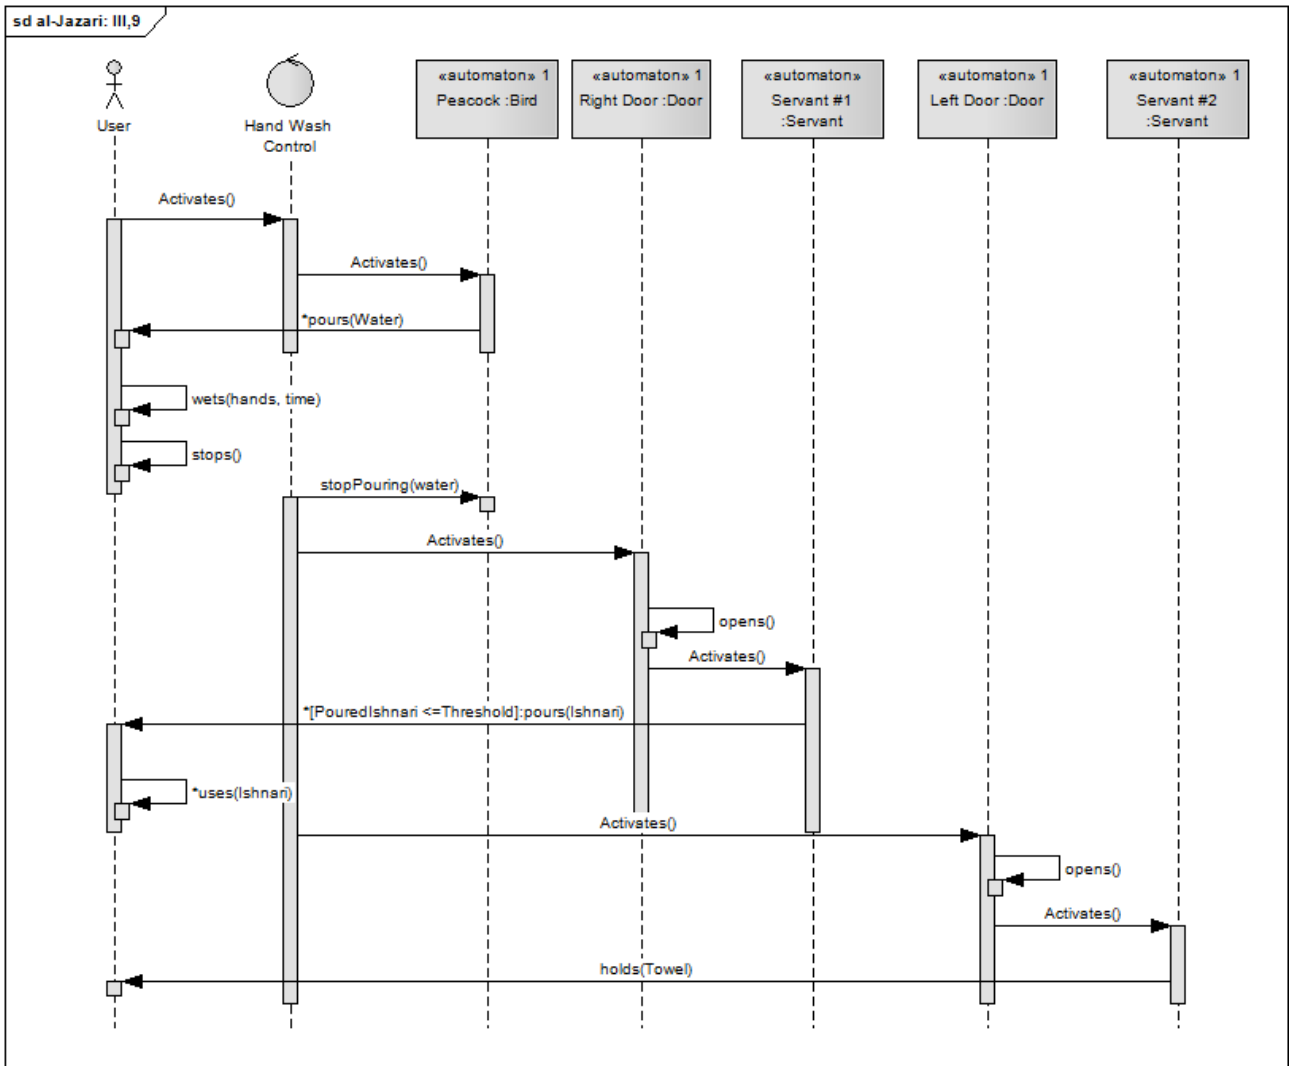 sd al-Jazari: III,9
User
Hand Wash
Control
«automaton» 1
Peacock :Bird
«automaton» 1
Right Door :Door
«automaton»
Servant #1
:Servant
«automaton» 1
Left Door :Door
«automaton» 1
Servant #2
:Servant
Activates()
Activates()
*pours(Water)
wets(hands, time)
stops()
stopPouring(water)
Activates()
opens()
Activates()
*[PouredIshnari <=Threshold]:pours(Ishnari)
*uses(Ishnari)
Activates()
opens()
Activates()
holds(Towel)